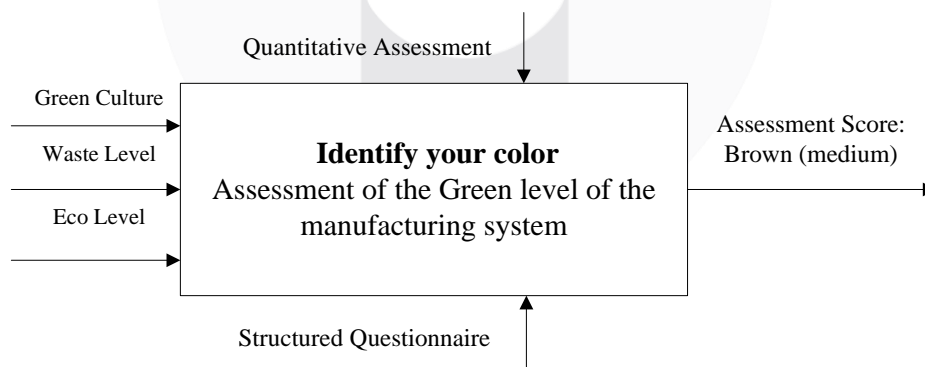 Quantitative Assessment
Green Culture
Waste Level
Eco Level
Identify your color
Assessment of the Green level of the
manufacturing system
Assessment Score:
Brown (medium)
Structured Questionnaire